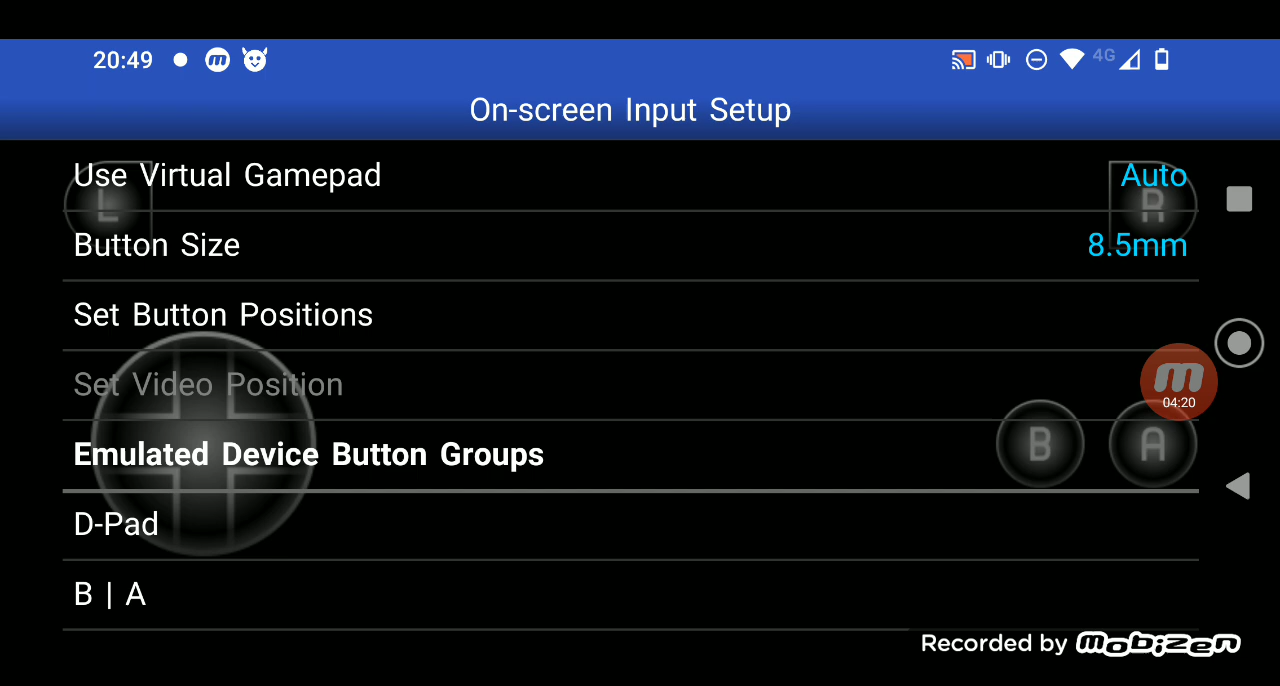 20:49 4G
On-screen Input Setup
Use Virtual Gamepad Auto
L R
Button Size 8.5mm
Set Button Positions
Set Video Position
m
04:20
Emulated Device Button Groups
B A
D-Pad
B | A
Recorded by mobizen